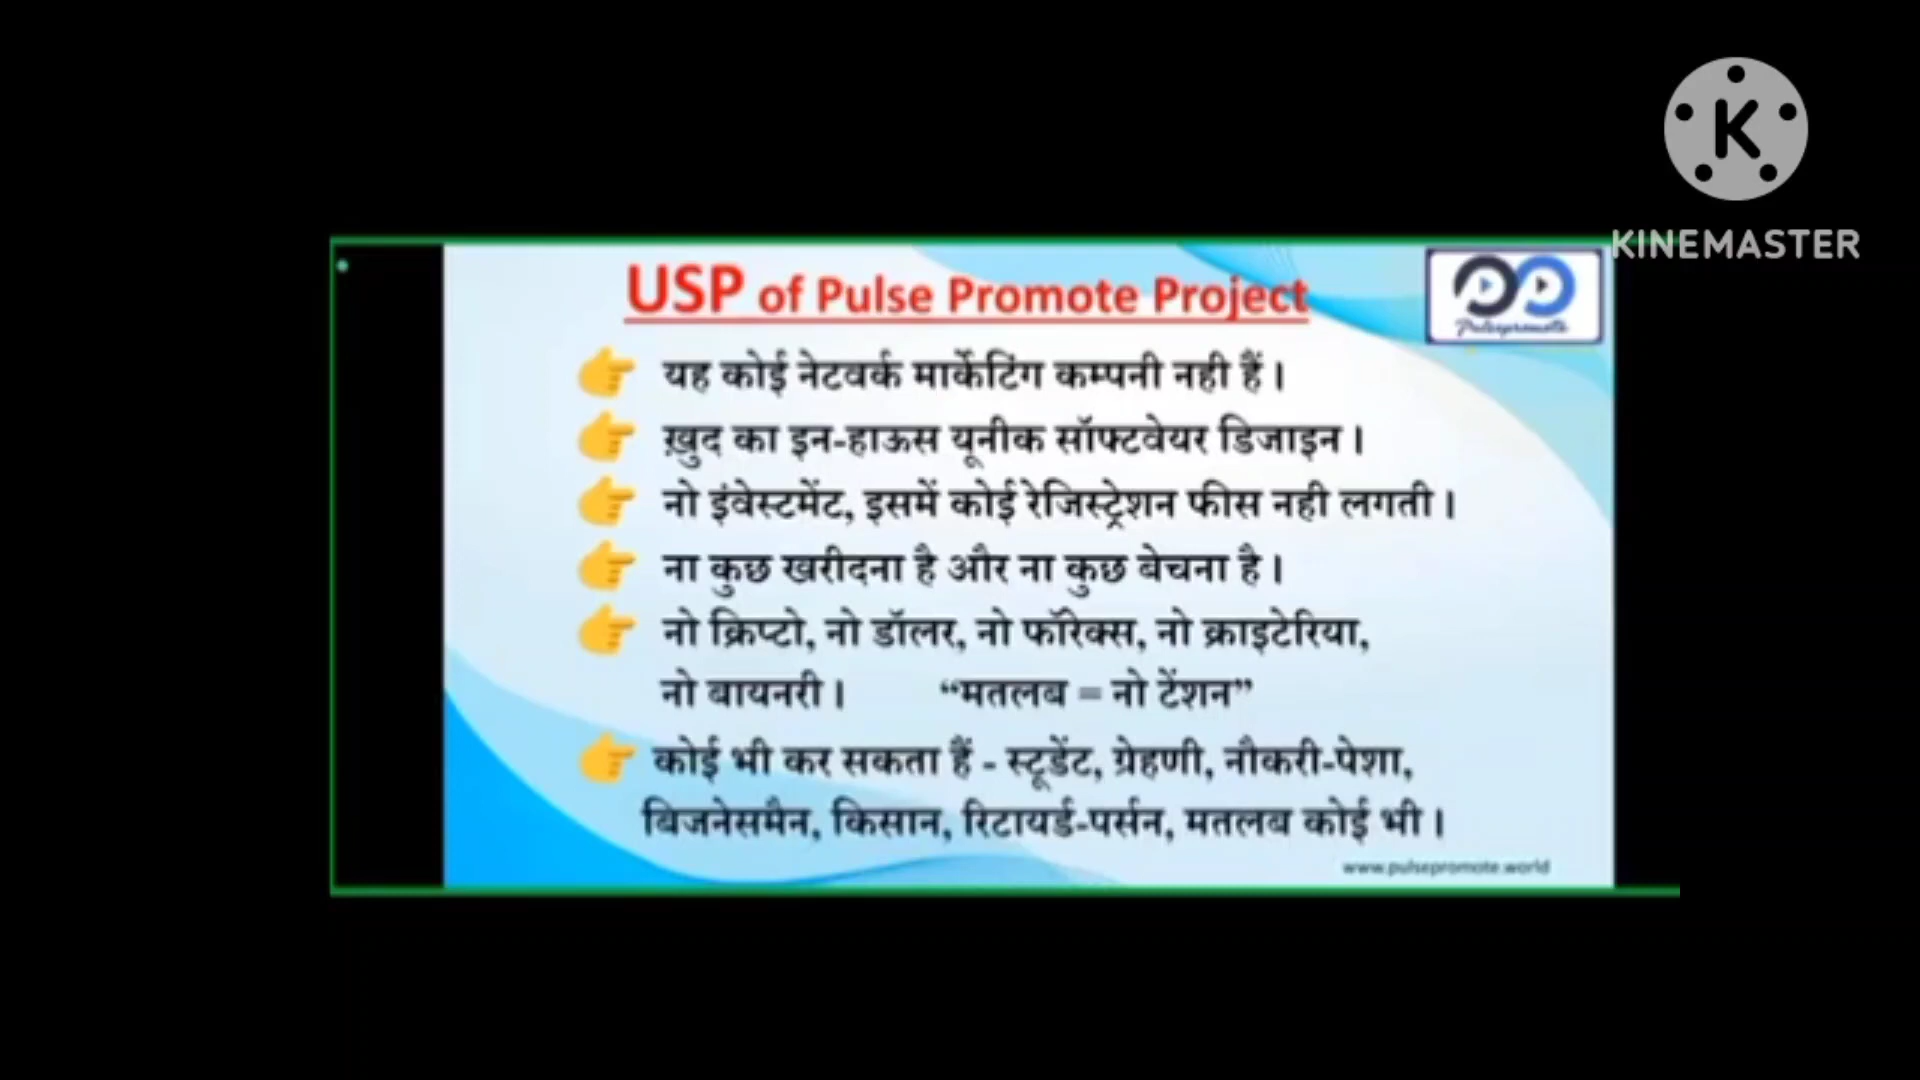 KINEMASTER
USP of Pulse Promote Project
Pulsepromote
यह कोई नेटवर्क मार्केटिंग कम्पनी नही हैं।
ख़ुद का इन-हाऊस यूनीक सॉफ्टवेयर डिजाइन।
नो इंवेस्टमेंट, इसमें कोई रेजिस्ट्रेशन फीस नही लगती।
ना कुछ खरीदना है और ना कुछ बेचना है।
नो क्रिप्टो, नो डॉलर, नो फॉरेक्स, नो क्राइटेरिया,
नो बायनरी। “मतलब = नो टेंशन”
कोई भी कर सकता हैं - स्टूडेंट, ग्रेहणी, नौकरी-पेशा,
बिजनेसमैन, किसान, रिटायर्ड-पर्सन, मतलब कोई भी।
www.pulsepromote.world